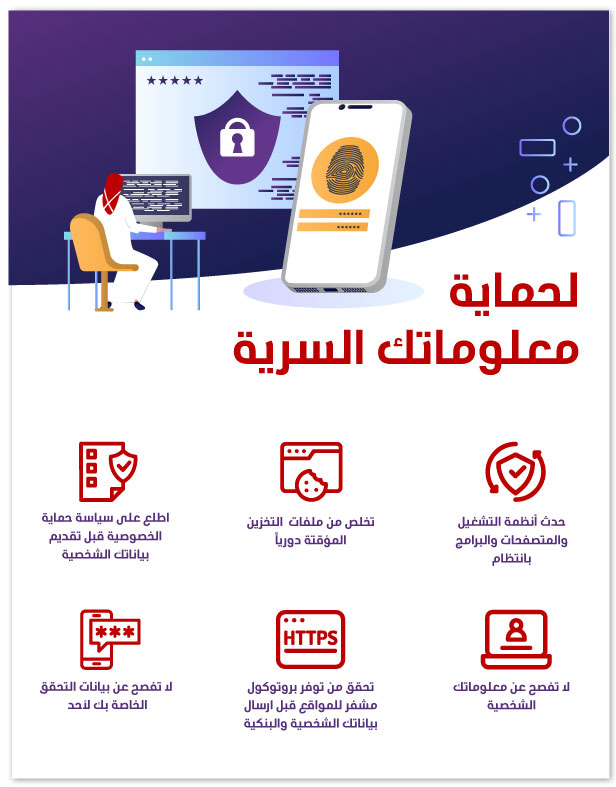 لحماية
معلوماتك السرية
حدث أنظمة التشغيل
والمتصفحات والبرامج
بانتظام
تخلص من ملفات التخزين
المؤقتة دورياً
اطلع على سياسة حماية
الخصوصية قبل تقديم
بياناتك الشخصية
لا تفصح عن معلوماتك
الشخصية
HTTPS
تحقق من توفر بروتوكول
مشفر للمواقع قبل ارسال
بياناتك الشخصية والبنكية
***
لا تفصح عن بيانات التحقق
الخاصة بك لأحد